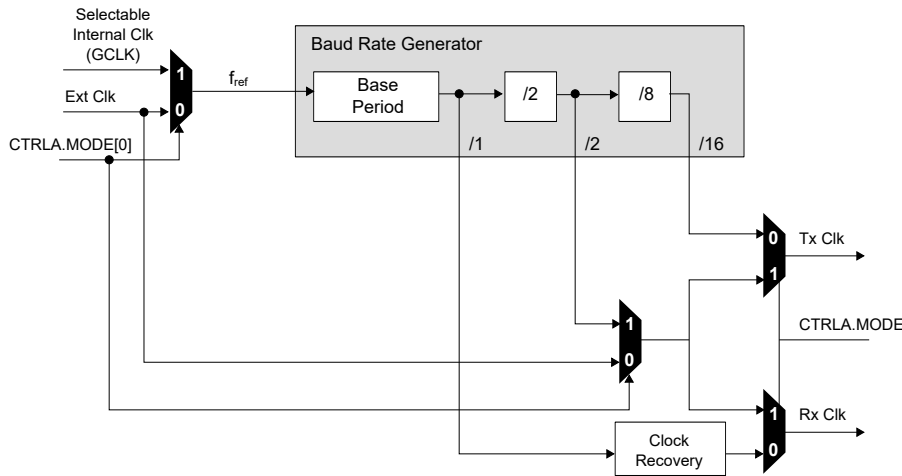 Selectable
Internal Clk
(GCLK)
Baud Rate Generator
1
fref
Base
Period
/2
/8
Ext Clk
0
CTRLA.MODE[0]
/1
/2
/16
0
Tx Clk
1
1
CTRLA.MODE
0
1
Rx Clk
Clock
Recovery
0